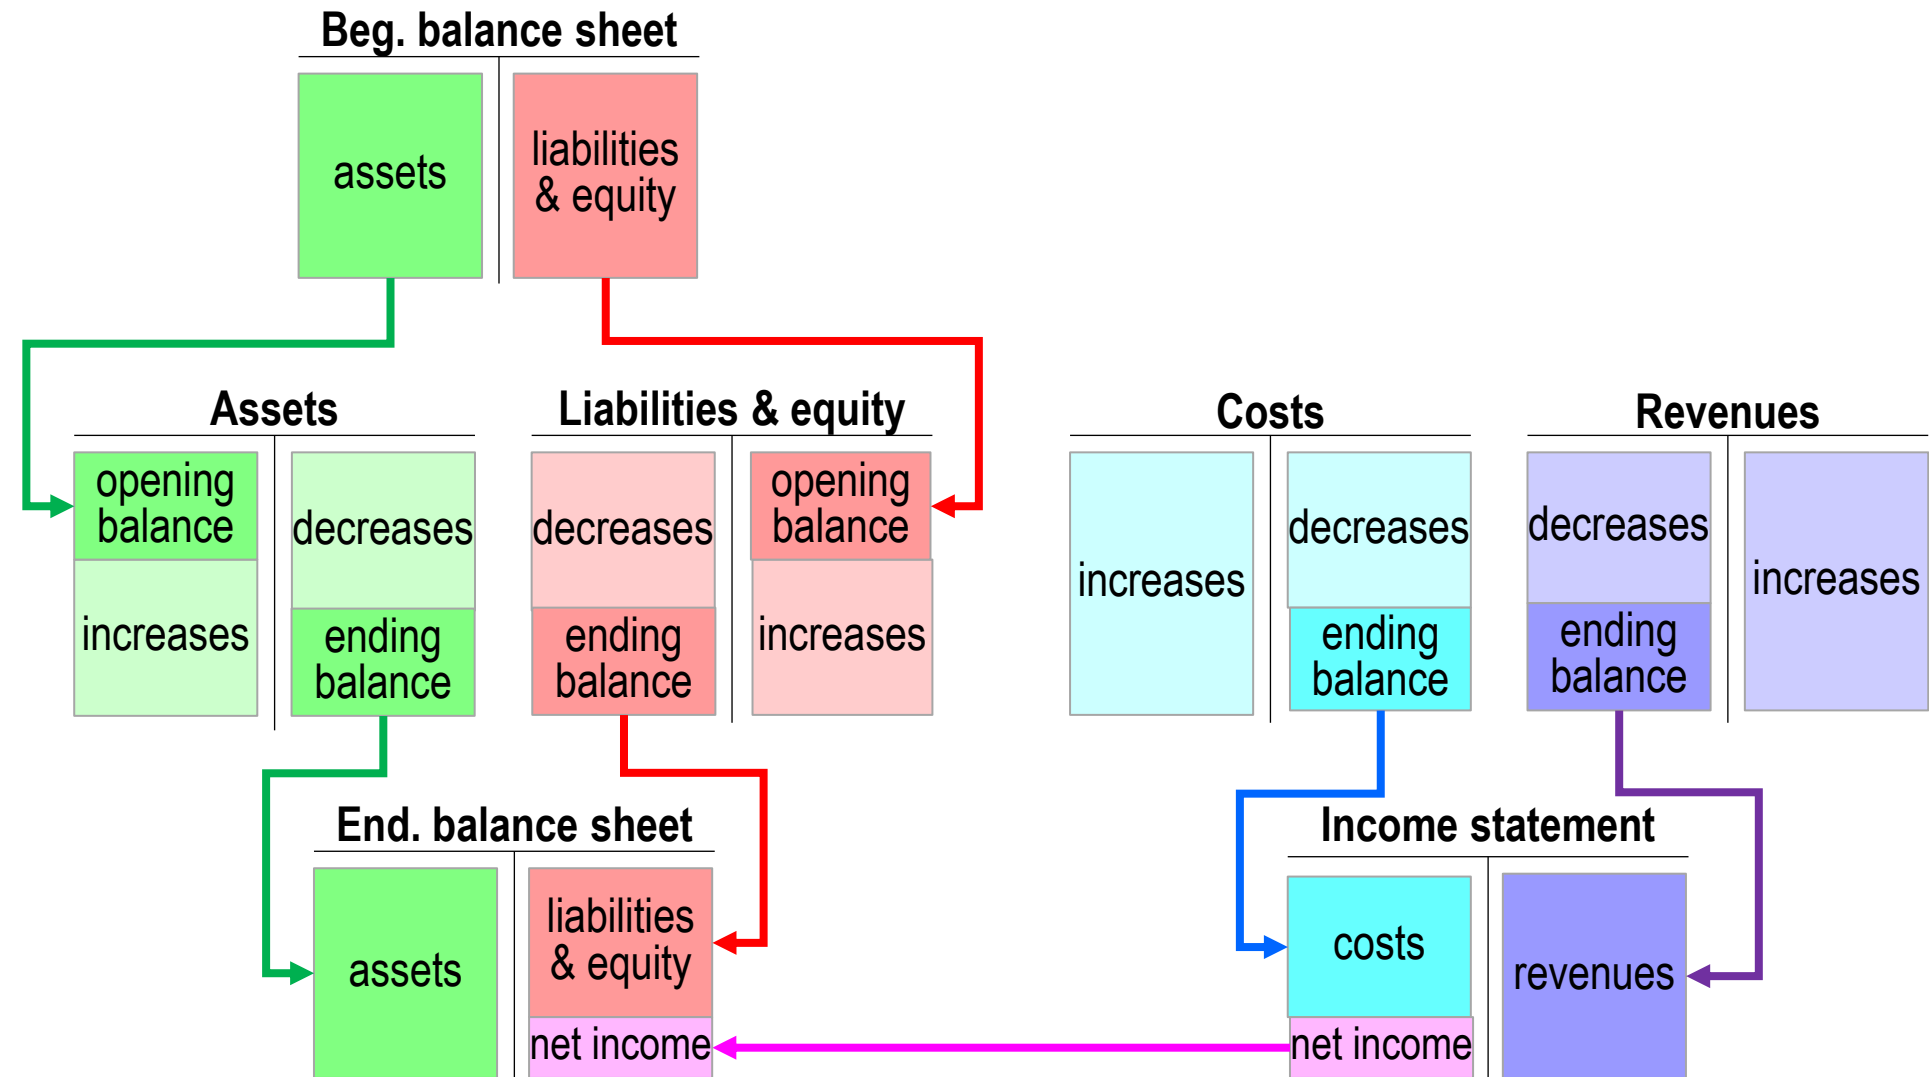 Beg. balance sheet
assets
liabilities
& equity
Assets
Liabilities & equity
Costs
Revenues
opening
balance
increases
decreases
ending
balance
decreases
ending
balance
opening
balance
increases
increases
decreases
ending
balance
decreases
ending
balance
increases
End. balance sheet
assets
liabilities
& equity
net income
Income statement
costs
net income
revenues